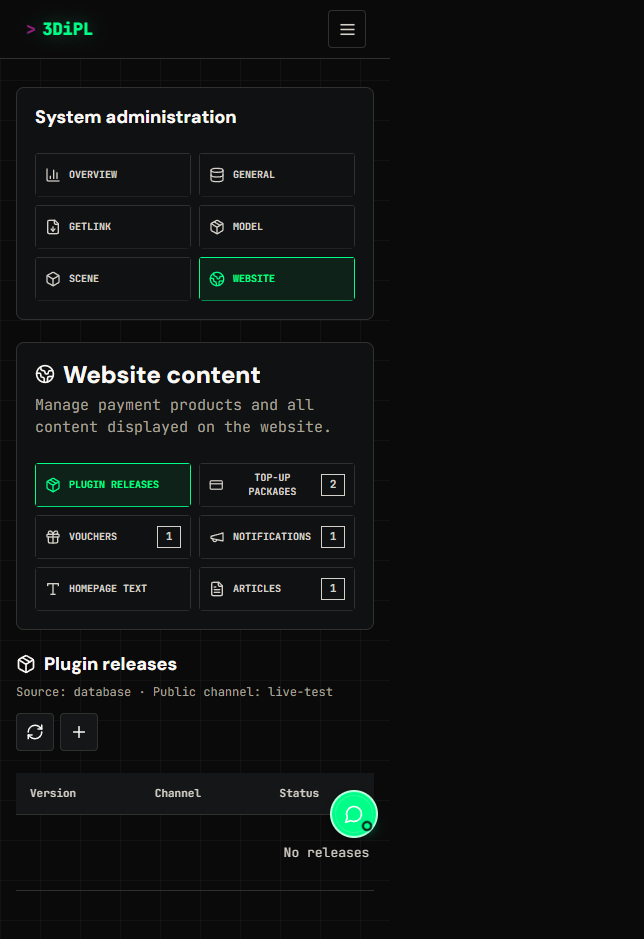 > 3DiPL
System administration
OVERVIEW
GENERAL
GETLINK
MODEL
SCENE
WEBSITE
Website content
Manage payment products and all
content displayed on the website.
PLUGIN RELEASES
TOP-UP
PACKAGES
2
VOUCHERS
1
NOTIFICATIONS
1
HOMEPAGE TEXT
ARTICLES
1
Plugin releases
Source: database · Public channel: live-test
Version
Channel
Status
No releases